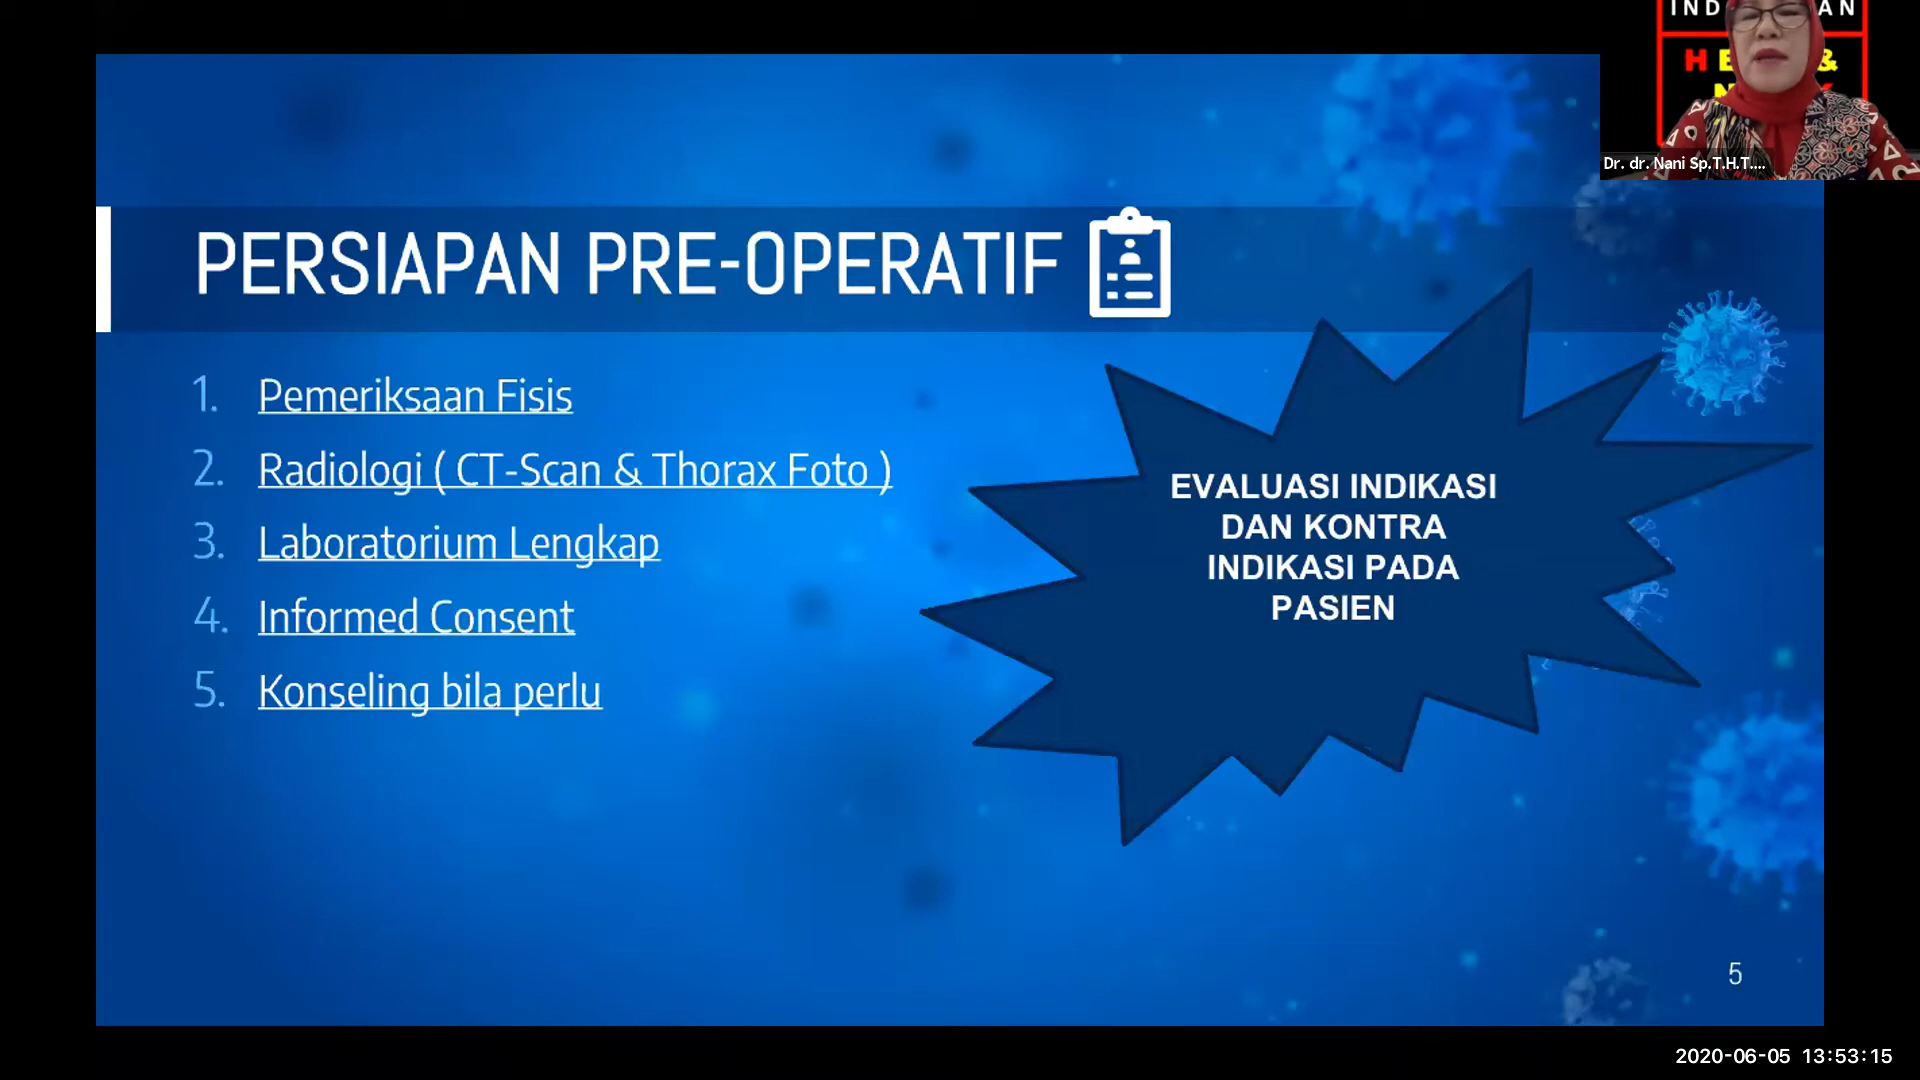 Dr. dr. Nani Sp.T.H.T....
PERSIAPAN PRE-OPERATIF
1. Pemeriksaan Fisis
2. Radiologi ( CT-Scan & Thorax Foto )
3. Laboratorium Lengkap
4. Informed Consent
5. Konseling bila perlu
EVALUASI INDIKASI
DAN KONTRA
INDIKASI PADA
PASIEN
5
2020-06-05 13:53:15